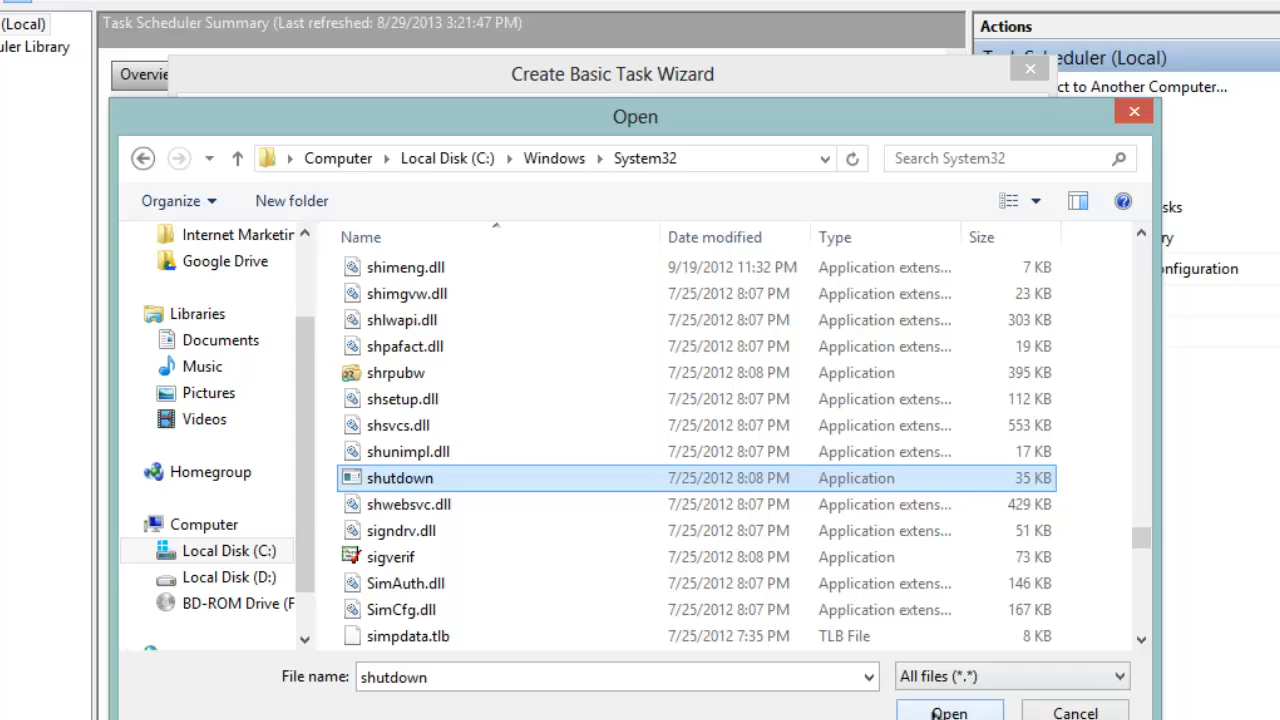 (Local)
Task Scheduler Summary (Last refreshed: 8/29/2013 3:21:47 PM)
Actions
uler Library
Overvie
Create Basic Task Wizard
eduler (Local)
ct to Another Computer...
Open
Computer Local Disk (C:) Windows System32
Search System32
Organize
New folder
sks
Internet Marketin
Name
Date modified
Type
Size
ry
Google Drive
shimeng.dll 9/19/2012 11:32 PM Application extens... 7 KB
nfiguration
shimgvw.dll 7/25/2012 8:07 PM Application extens... 23 KB
Libraries
shlwapi.dll 7/25/2012 8:07 PM Application extens... 303 KB
Documents
shpafact.dll 7/25/2012 8:07 PM Application extens... 19 KB
Music
shrpubw 7/25/2012 8:08 PM Application 395 KB
Pictures
shsetup.dll 7/25/2012 8:07 PM Application extens... 112 KB
Videos
shsvcs.dll 7/25/2012 8:07 PM Application extens... 553 KB
shunimpl.dll 7/25/2012 8:07 PM Application extens... 17 KB
Homegroup
shutdown 7/25/2012 8:08 PM Application 35 KB
shwebsvc.dll 7/25/2012 8:07 PM Application extens... 429 KB
Computer
signdrv.dll 7/25/2012 8:07 PM Application extens... 51 KB
Local Disk (C:)
sigverif 7/25/2012 8:08 PM Application 73 KB
Local Disk (D:)
SimAuth.dll 7/25/2012 8:07 PM Application extens... 146 KB
BD-ROM Drive (F
SimCfg.dll 7/25/2012 8:07 PM Application extens... 167 KB
simpdata.tlb 7/25/2012 7:35 PM TLB File 8 KB
File name: shutdown
All files (*.*)
Open
Cancel